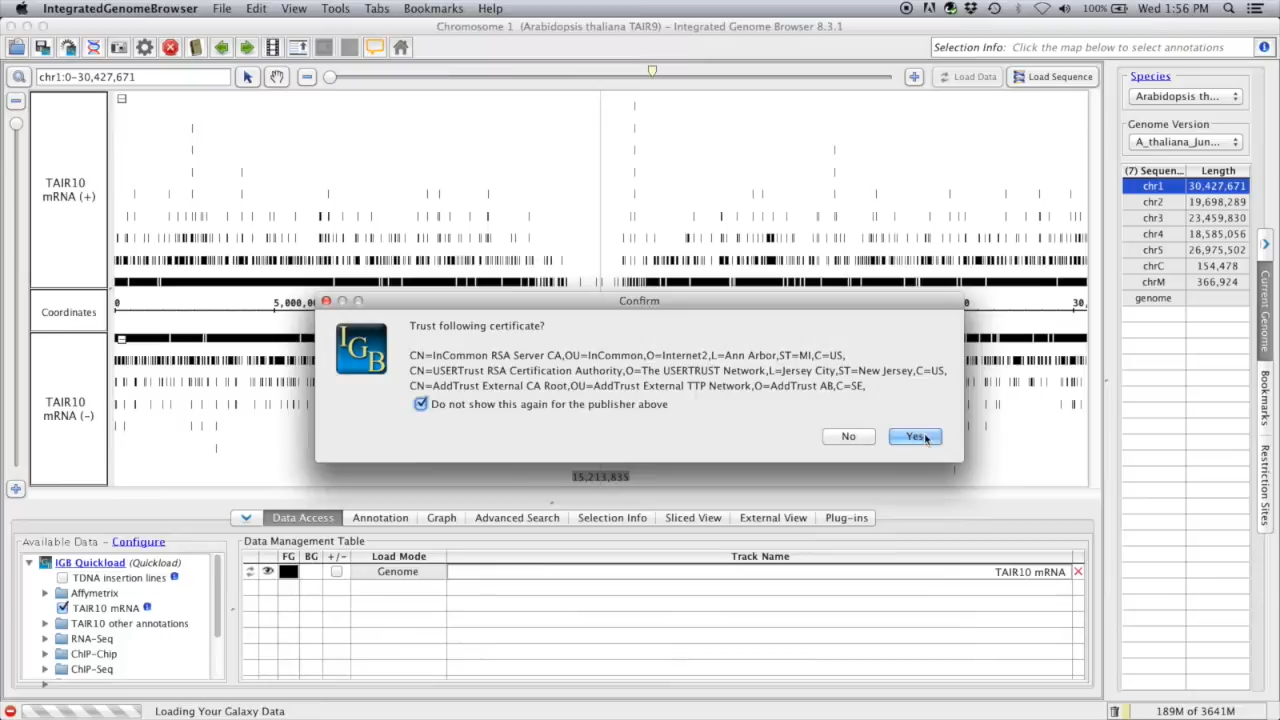 IntegratedGenomeBrowser File Edit View Tools Tabs Bookmarks Help 100% Wed 1:56 PM
Chromosome 1 (Arabidopsis thaliana TAIR9) - Integrated Genome Browser 8.3.1
Selection Info: Click the map below to select annotations
chr1:0-30,427,671
Load Data
Load Sequence
Species
Arabidopsis th...
Genome Version
A_thaliana_Jun...
(7) Sequen... Length
chr1 30,427,671
chr2 19,698,289
chr3 23,459,830
chr4 18,585,056
chr5 26,975,502
chrC 154,478
chrM 366,924
genome
Current Genome
Bookmarks
Restriction Sites
TAIR10
mRNA (+)
Coordinates
0 5,000,0 0 30,
TAIR10
mRNA (-)
15,213,835
Confirm
IGB
Trust following certificate?
CN=InCommon RSA Server CA,OU=InCommon,O=Internet2,L=Ann Arbor,ST=MI,C=US,
CN=USERTrust RSA Certification Authority,O=The USERTRUST Network,L=Jersey City,ST=New Jersey,C=US,
CN=AddTrust External CA Root,OU=AddTrust External TTP Network,O=AddTrust AB,C=SE,
Do not show this again for the publisher above
No Yes
Data Access Annotation Graph Advanced Search Selection Info Sliced View External View Plug-ins
Available Data - Configure
IGB Quickload (Quickload)
TDNA insertion lines
Affymetrix
TAIR10 mRNA
TAIR10 other annotations
RNA-Seq
ChIP-Chip
ChIP-Seq
Data Management Table
FG BG +/- Load Mode Track Name
Genome TAIR10 mRNA
Loading Your Galaxy Data
189M of 3641M